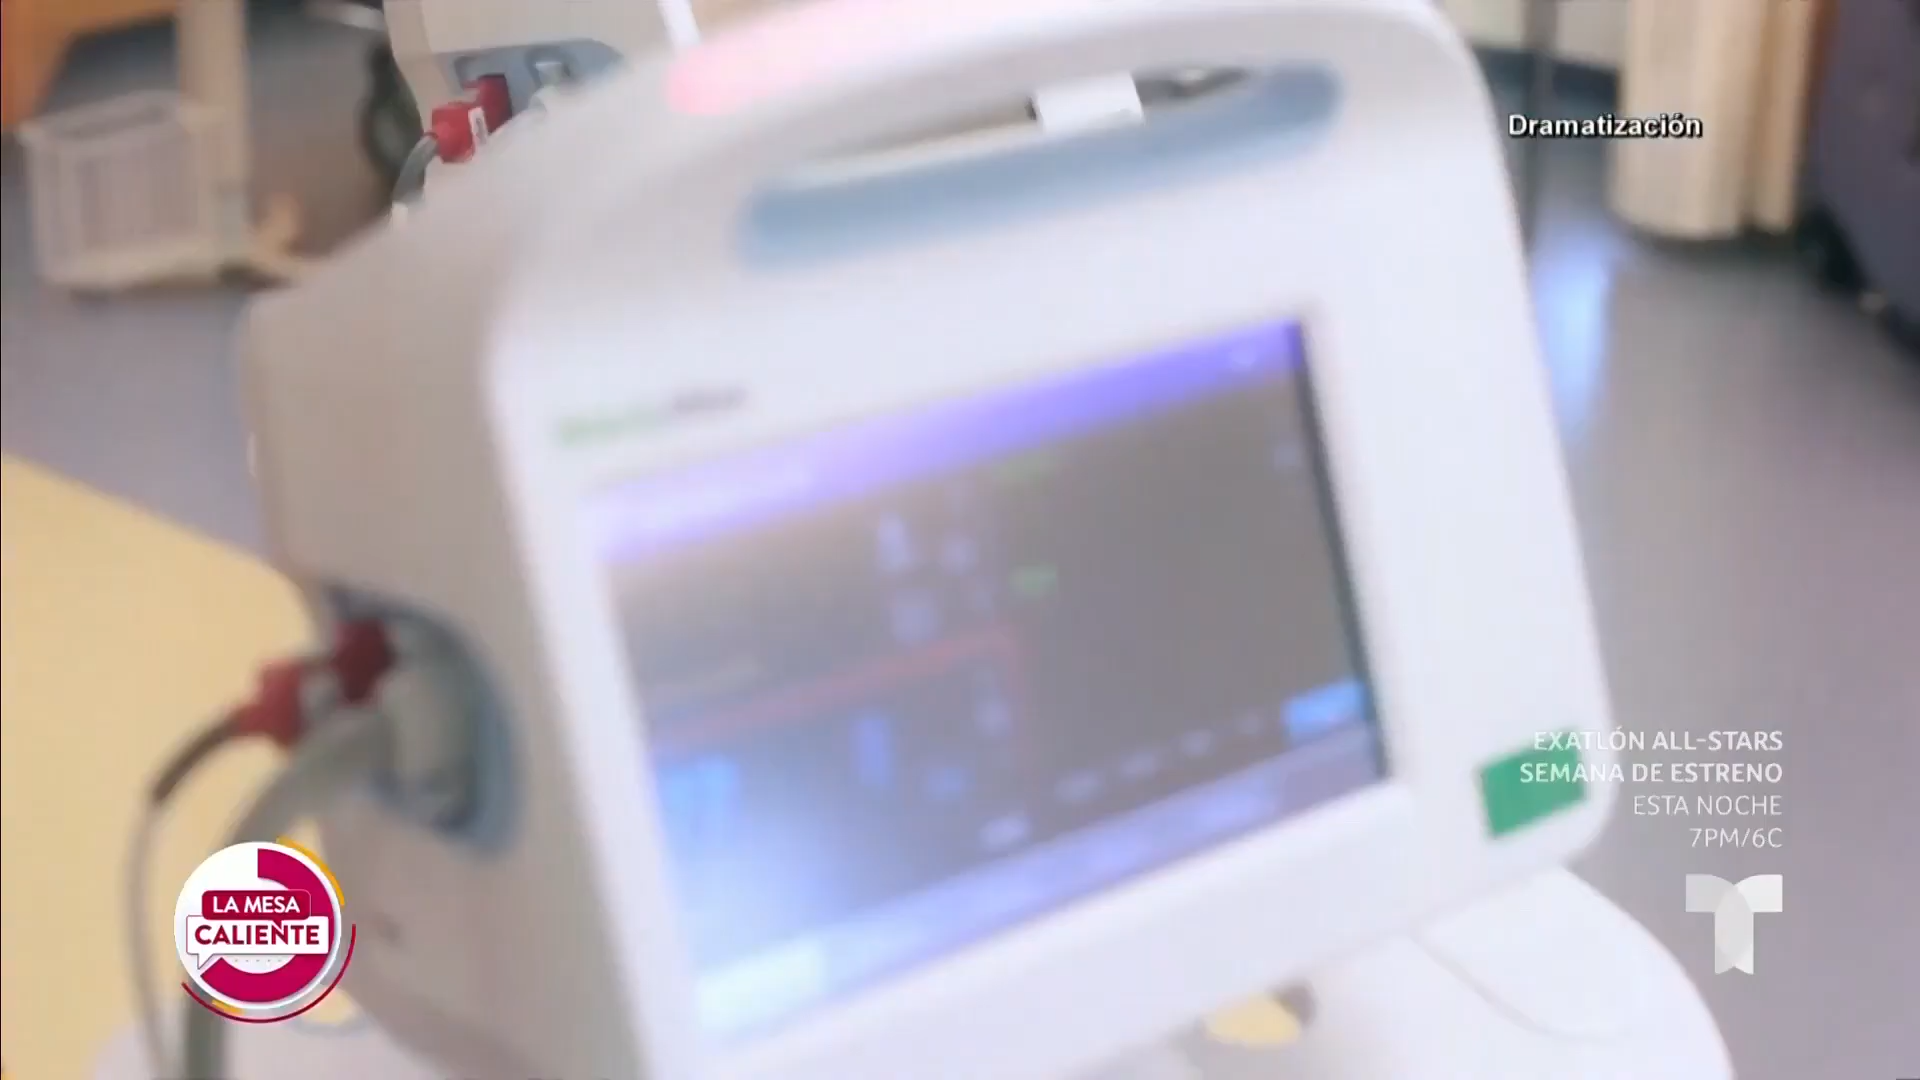 Dramatización
EXATLÓN ALL-STARS
SEMANA DE ESTRENO
ESTA NOCHE
7PM/6C
LA MESA
CALIENTE